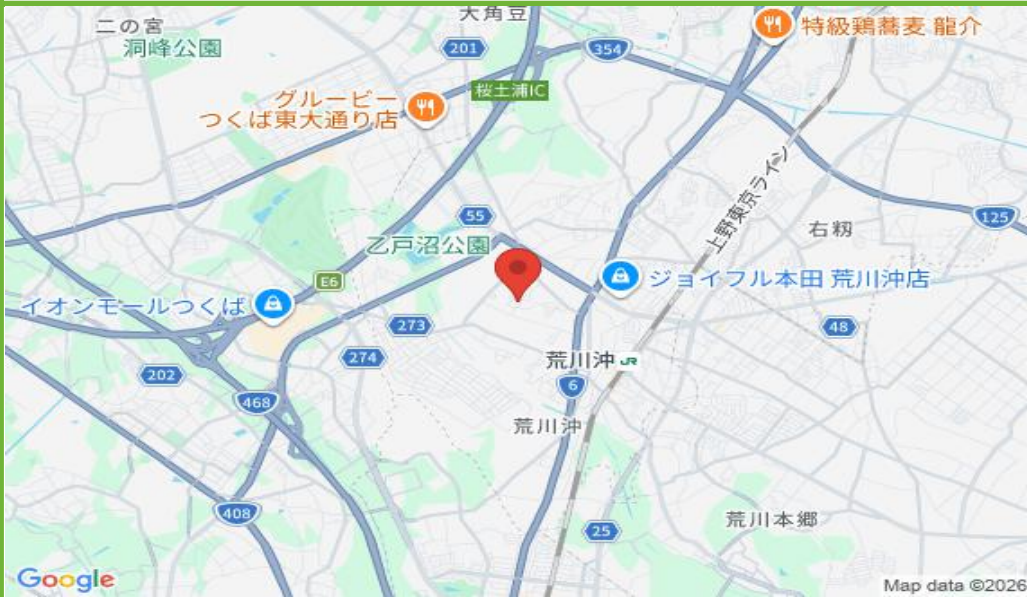 大角豆
二の宮
洞峰公園
201
354
特級鶏蕎麦 龍介
桜土浦IC
グルービー
つくば東大通り店
上野東京ライン
55
125
右籾
乙戸沼公園
E6
ジョイフル本田 荒川沖店
イオンモールつくば
273
48
274
荒川沖 JR
202
6
468
荒川沖
408
25
荒川本郷
Google
Map data ©2026